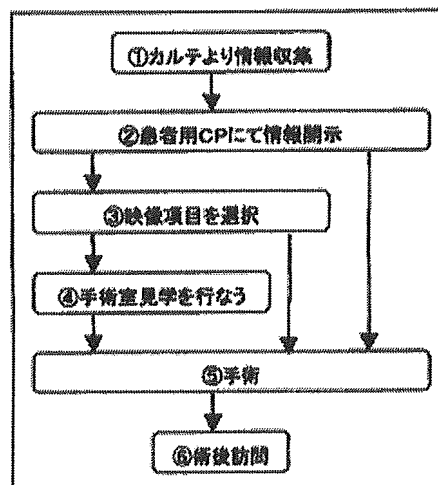 ①カルテより情報収集
②患者用CPにて情報開示
③映像項目を選択
④手術室見学を行なう
⑤手術
⑥術後訪問